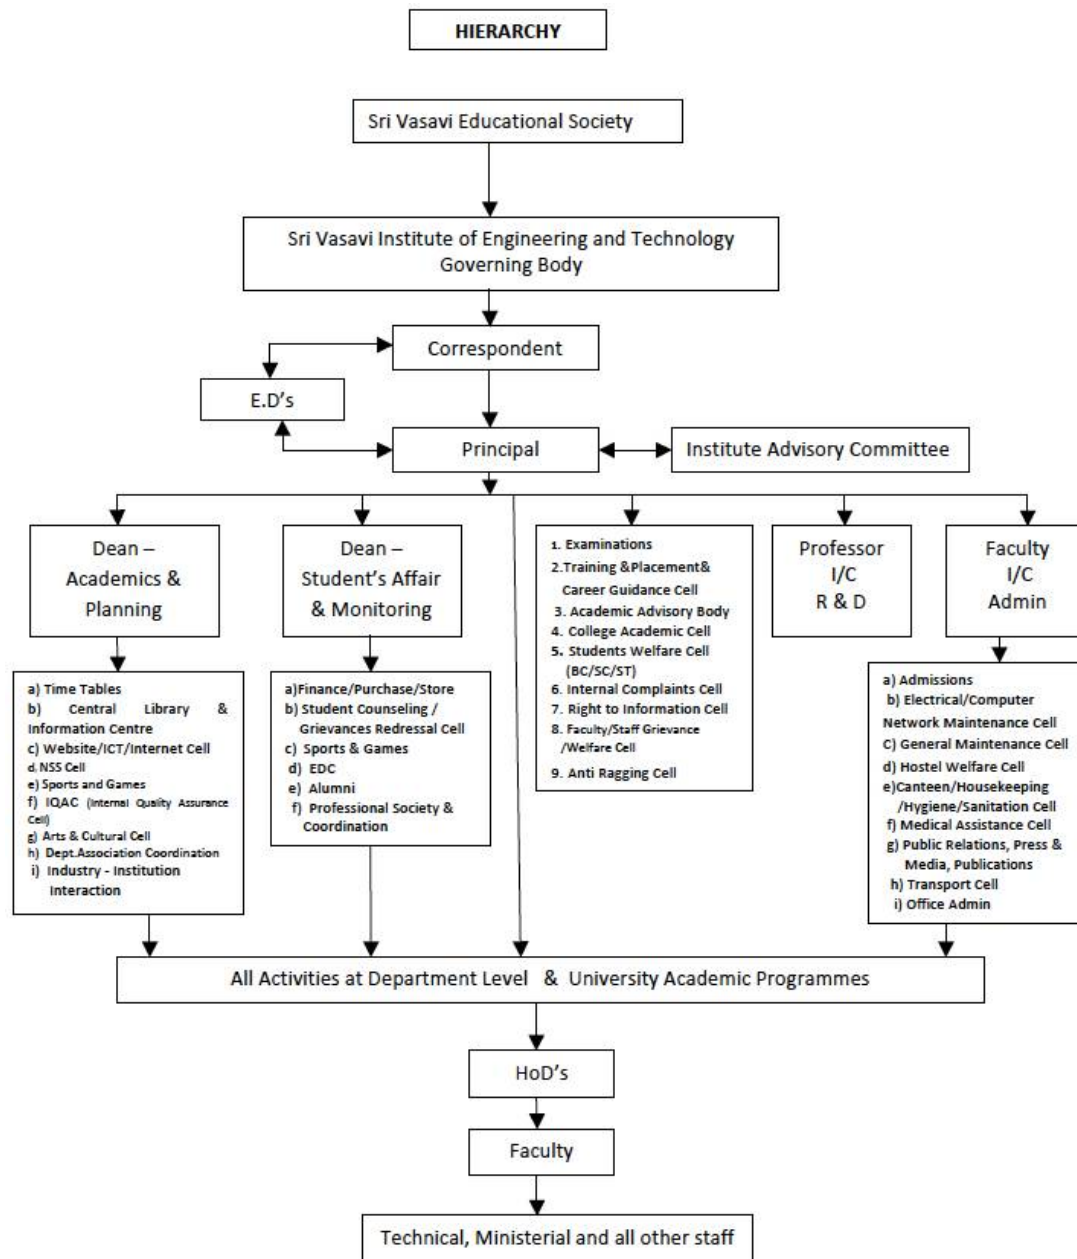 HIERARCHY
Sri Vasavi Educational Society
Sri Vasavi Institute of Engineering and Technology
Governing Body
Correspondent
E.D's
Principal
Institute Advisory Committee
Dean –
Academics &
Planning
Dean –
Student's Affair
& Monitoring
1. Examinations
2.Training &Placement&
Career Guidance Cell
3. Academic Advisory Body
4. College Academic Cell
5. Students Welfare Cell
(BC/SC/ST)
6. Internal Complaints Cell
7. Right to Information Cell
8. Faculty/Staff Grievance
/Welfare Cell
9. Anti Ragging Cell
Professor
I/C
R & D
Faculty
I/C
Admin
a) Time Tables
b) Central Library &
Information Centre
c) Website/ICT/Internet Cell
d. NSS Cell
e) Sports and Games
f) IQAC (Internal Quality Assurance
Cell)
g) Arts & Cultural Cell
h) Dept.Association Coordination
i) Industry - Institution
Interaction
a)Finance/Purchase/Store
b) Student Counseling /
Grievances Redressal Cell
c) Sports & Games
d) EDC
e) Alumni
f) Professional Society &
Coordination
a) Admissions
b) Electrical/Computer
Network Maintenance Cell
C) General Maintenance Cell
d) Hostel Welfare Cell
e)Canteen/Housekeeping
/Hygiene/Sanitation Cell
f) Medical Assistance Cell
g) Public Relations, Press &
Media, Publications
h) Transport Cell
i) Office Admin
All Activities at Department Level & University Academic Programmes
HoD's
Faculty
Technical, Ministerial and all other staff